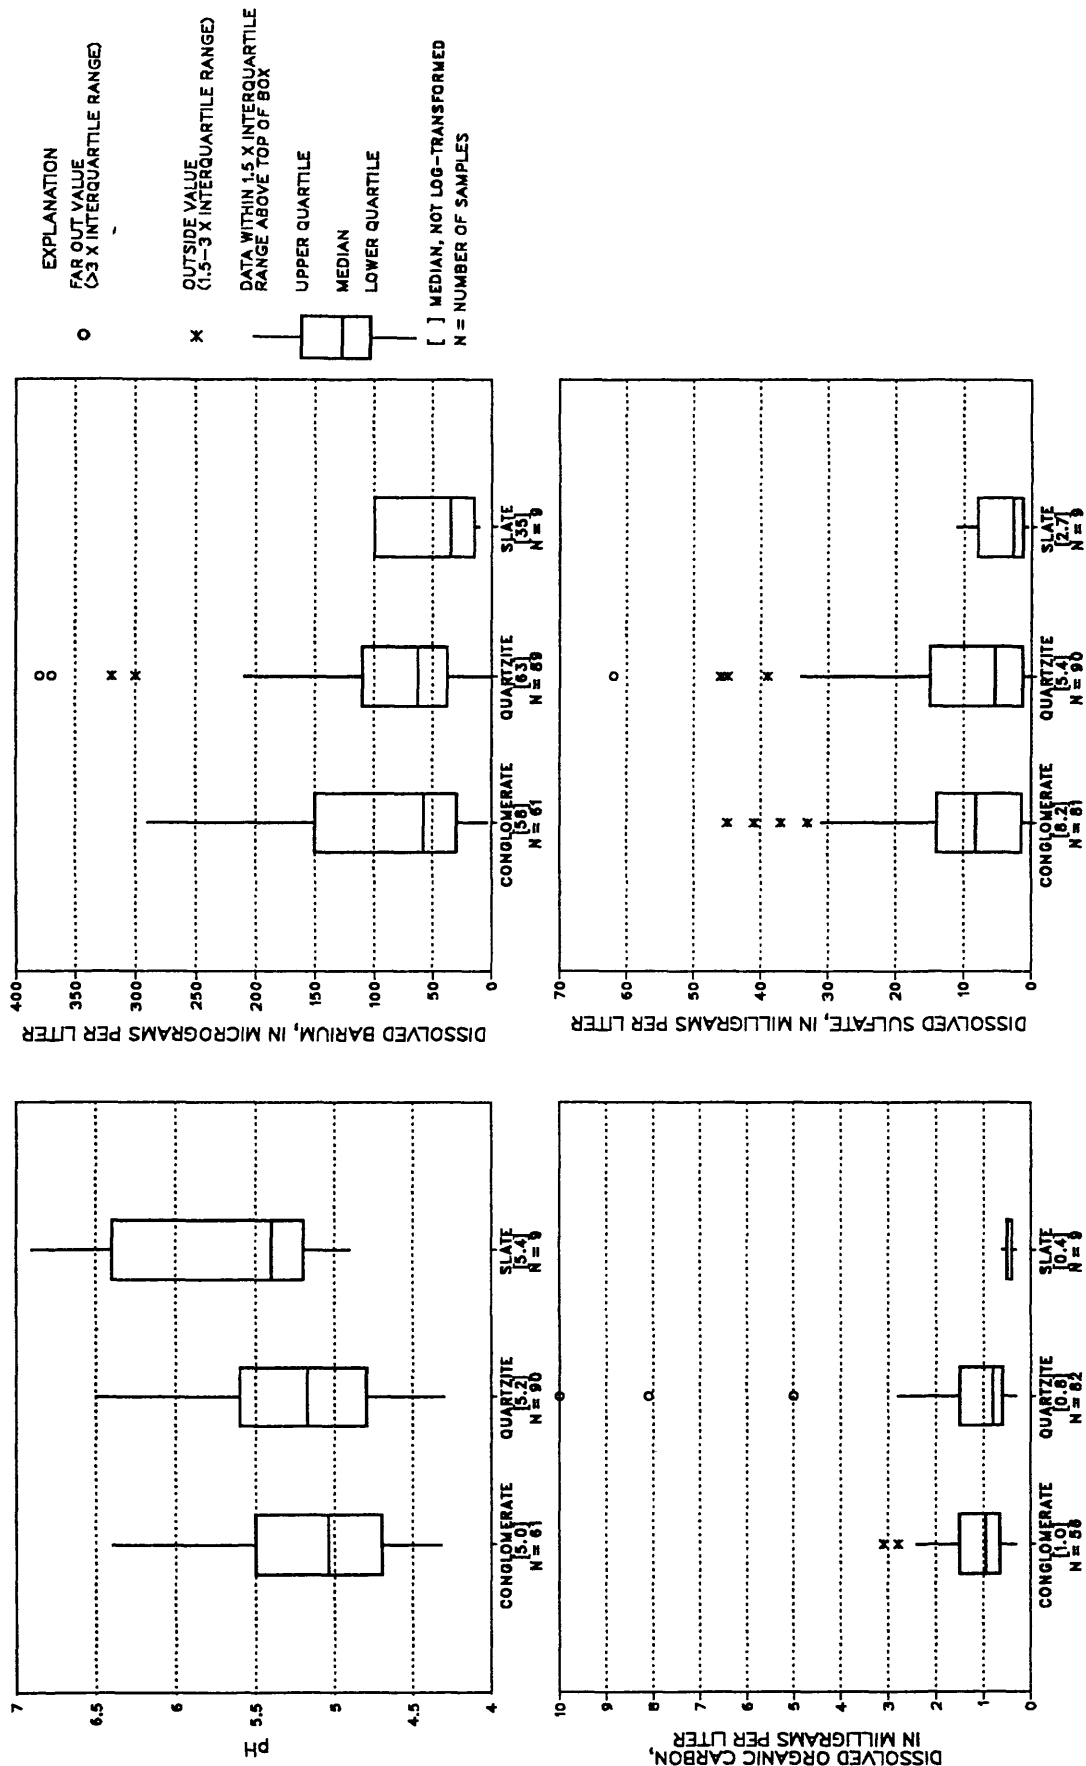 7
6.5
6
5.5
5
4.5
4
pH
CONGLOMERATE
[5.0]
N = 61
QUARTZITE
[5.2]
N = 90
SLATE
[5.4]
N = 9
400
350
300
250
200
150
100
50
0
DISSOLVED BARIUM, IN MICROGRAMS PER LITER
CONGLOMERATE
[58]
N = 61
QUARTZITE
[63]
N = 89
SLATE
[35]
N = 9
EXPLANATION
FAR OUT VALUE
(>3 X INTERQUARTILE RANGE)
OUTSIDE VALUE
(1.5-3 X INTERQUARTILE RANGE)
DATA WITHIN 1.5 X INTERQUARTILE
RANGE ABOVE TOP OF BOX
UPPER QUARTILE
MEDIAN
LOWER QUARTILE
[ ] MEDIAN, NOT LOG-TRANSFORMED
N = NUMBER OF SAMPLES
10
9
8
7
6
5
4
3
2
1
0
DISSOLVED ORGANIC CARBON,
IN MILLIGRAMS PER LITER
CONGLOMERATE
[1.0]
N = 56
QUARTZITE
[0.8]
N = 82
SLATE
[0.4]
N = 9
70
60
50
40
30
20
10
0
DISSOLVED SULFATE, IN MILLIGRAMS PER LITER
CONGLOMERATE
[8.2]
N = 61
QUARTZITE
[5.4]
N = 90
SLATE
[2.7]
N = 9